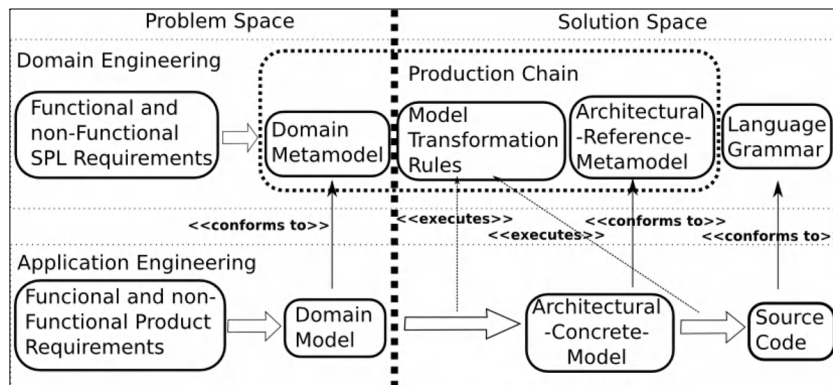 Problem Space
Solution Space
Domain Engineering
Production Chain
Functional and
non-Functional
SPL Requirements
Domain
Metamodel
Model
Transformation
Rules
Architectural
-Reference-
Metamodel
Language
Grammar
<<conforms to>>
<<executes>>
<<executes>>
<<conforms to>>
<<conforms to>
Application Engineering
Funcional and non-
Functional Product
Requirements
Domain
Model
Architectural
-Concrete-
Model
Source
Code